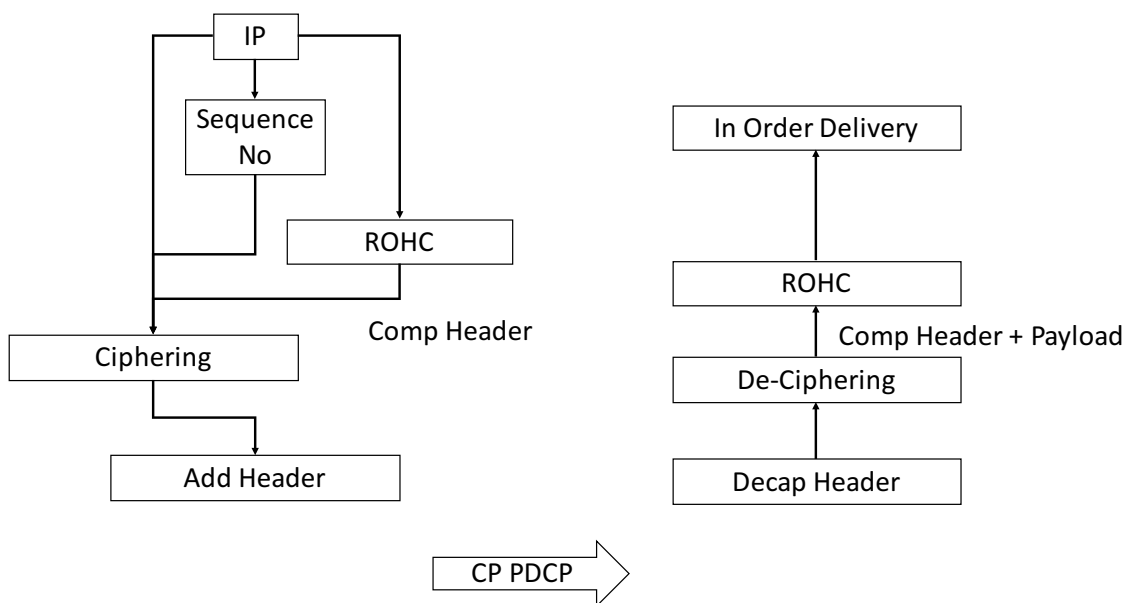 IP
Sequence
No
ROHC
Comp Header
Ciphering
Add Header
In Order Delivery
ROHC
Comp Header + Payload
De-Ciphering
Decap Header
CP PDCP